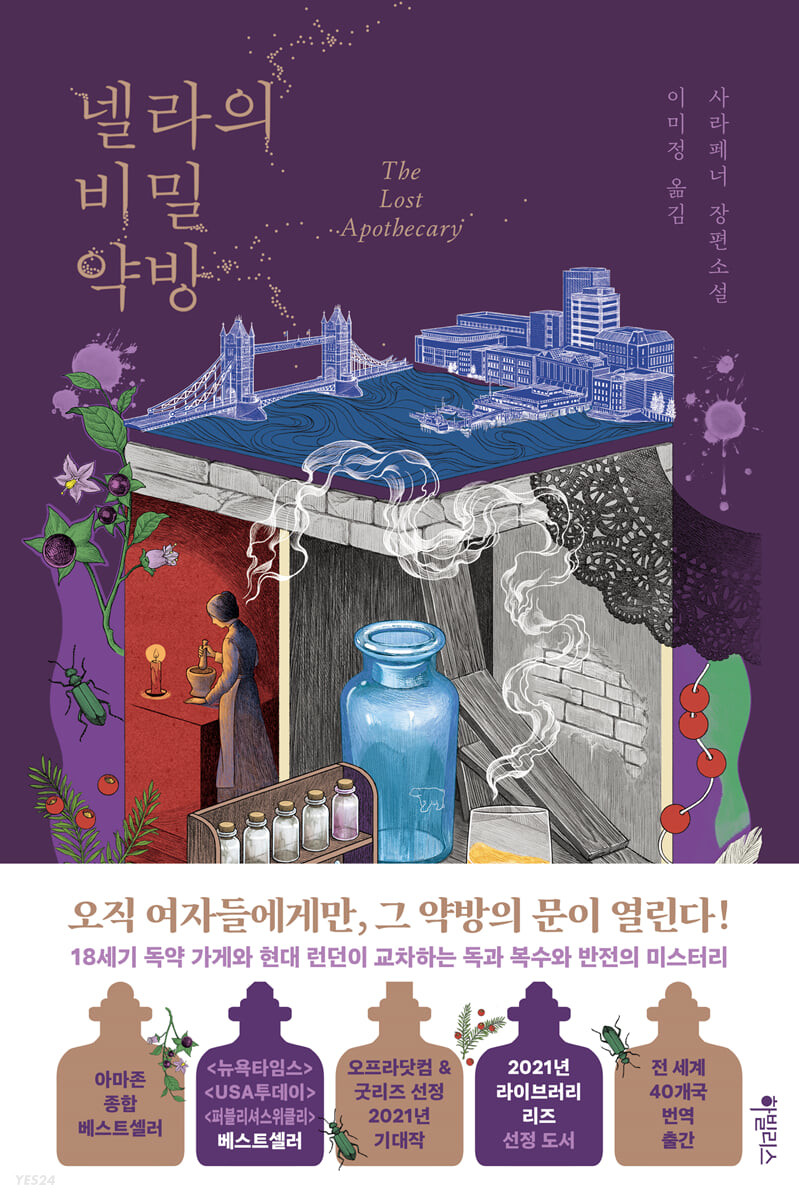 넬라의
비밀
약방
The
Lost
Apothecary
사라 페너 장편소설
이미정 옮김
오직 여자들에게만, 그 약방의 문이 열린다!
18세기 독약 가게와 현대 런던이 교차하는 독과 복수와 반전의 미스터리
아마존
종합
베스트셀러
<뉴욕타임스>
<USA투데이>
<퍼블리셔스위클리>
베스트셀러
오프라닷컴 &
굿리즈 선정
2021년
기대작
2021년
라이브러리
리즈
선정 도서
전 세계
40개국
번역
출간
하빌리스
YES24